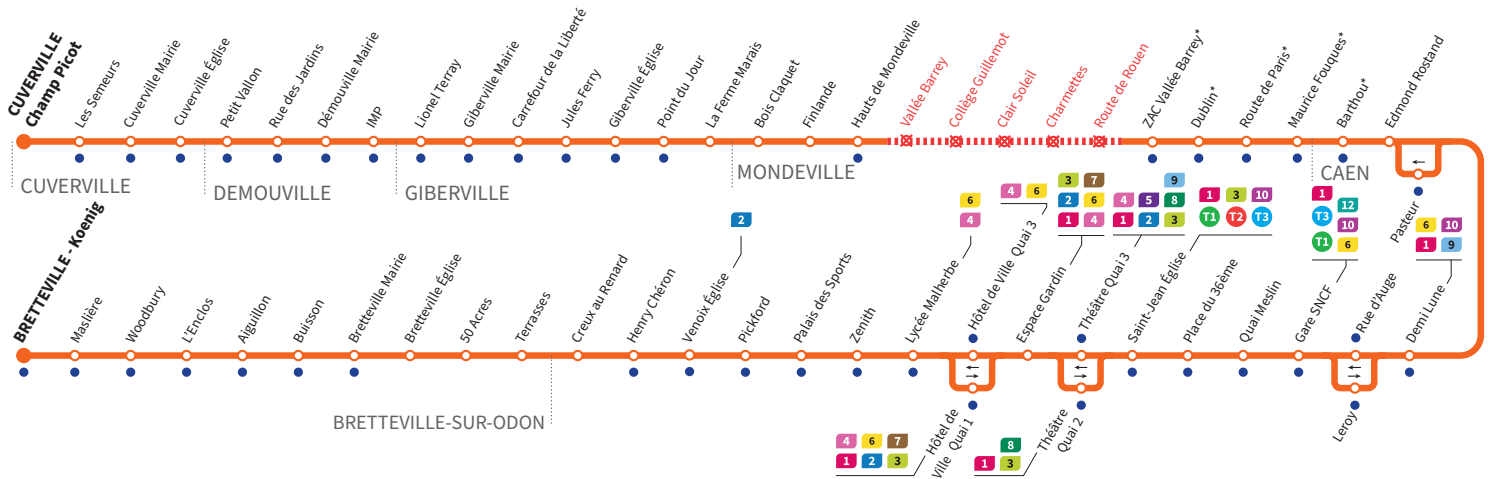 CUVERVILLE
Champ Picot
Les Semeurs
Cuverville Mairie
Cuverville Église
Petit Vallon
Rue des Jardins
Démouville Mairie
IMP
Lionel Terray
Giberville Mairie
Carrefour de la Liberté
Jules Ferry
Giberville Église
Point du Jour
La Ferme Marais
Bois Claquet
Finlande
Hauts de Mondeville
Vallée Barrey
Collège Guillemot
Clair Soleil
Charmettes
Route de Rouen
ZAC Vallée Barrey*
Dublin*
Route de Paris*
Maurice Fouques*
Barthou*
Edmond Rostand
CUVERVILLE
DEMOUVILLE
GIBERVILLE
MONDEVILLE
CAEN
Pasteur
BRETTEVILLE - Koenig
Maslière
Woodbury
L'Enclos
Aiguillon
Buisson
Bretteville Mairie
Bretteville Église
50 Acres
Terrasses
Creux au Renard
Henry Chéron
Venoix Église
2
Pickford
Palais des Sports
Zenith
Lycée Malherbe
6
4
Hôtel de Ville Quai 3
4 6
Espace Gardin
3 7
2 6
1 4
Théâtre Quai 3
9
4 5 8
1 2 3
Saint-Jean Église
1 3 10
T1 T2 T3
Place du 36ème
Quai Meslin
Gare SNCF
1
T3 12
10
T1 6
Rue d'Auge
Demi Lune
6 10
1 9
BRETTEVILLE-SUR-ODON
4 6 7
1 2 3
Hôtel de
Ville Quai 1
8
1 3
Théâtre
Quai 2
Leroy